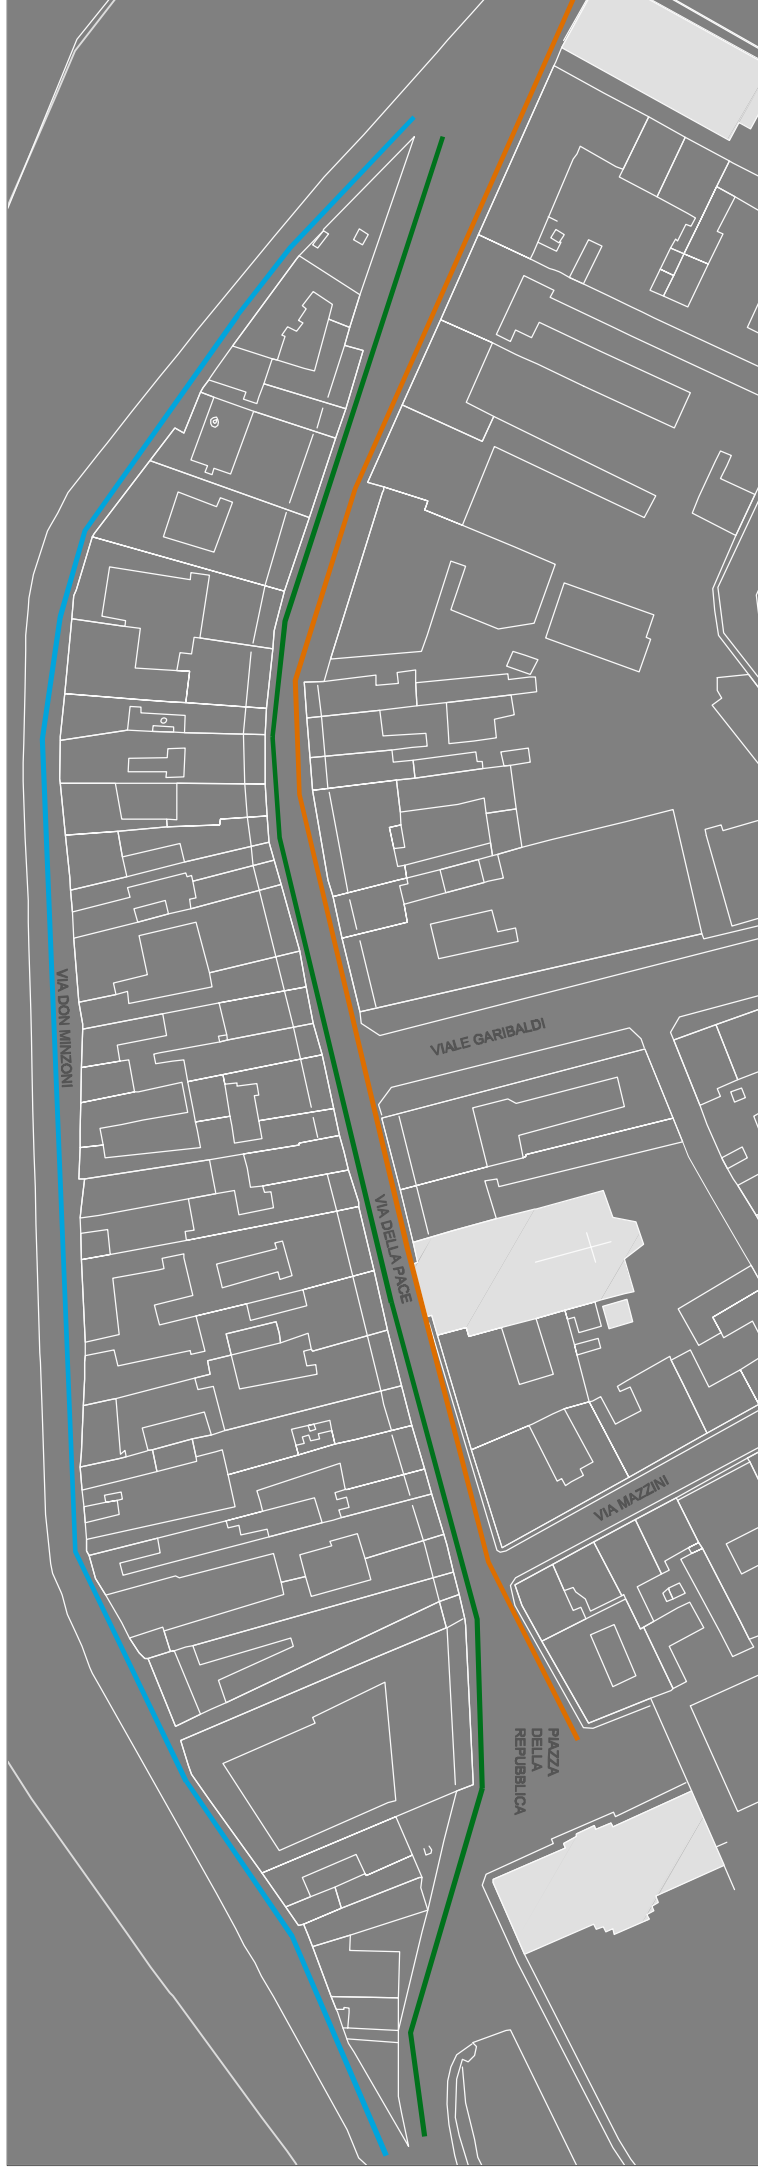 VIA DON MINZONI
VIALE GARIBALDI
VIA DELLA PACE
VIA MAZZINI
PIAZZA
DELLA
REPUBBLICA